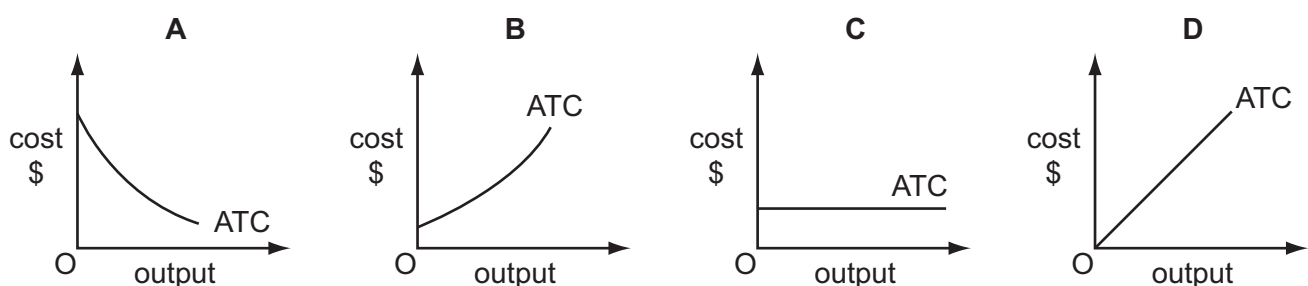 A
cost
$
ATC
O
output
B
cost
$
ATC
O
output
C
cost
$
ATC
O
output
D
cost
$
ATC
O
output